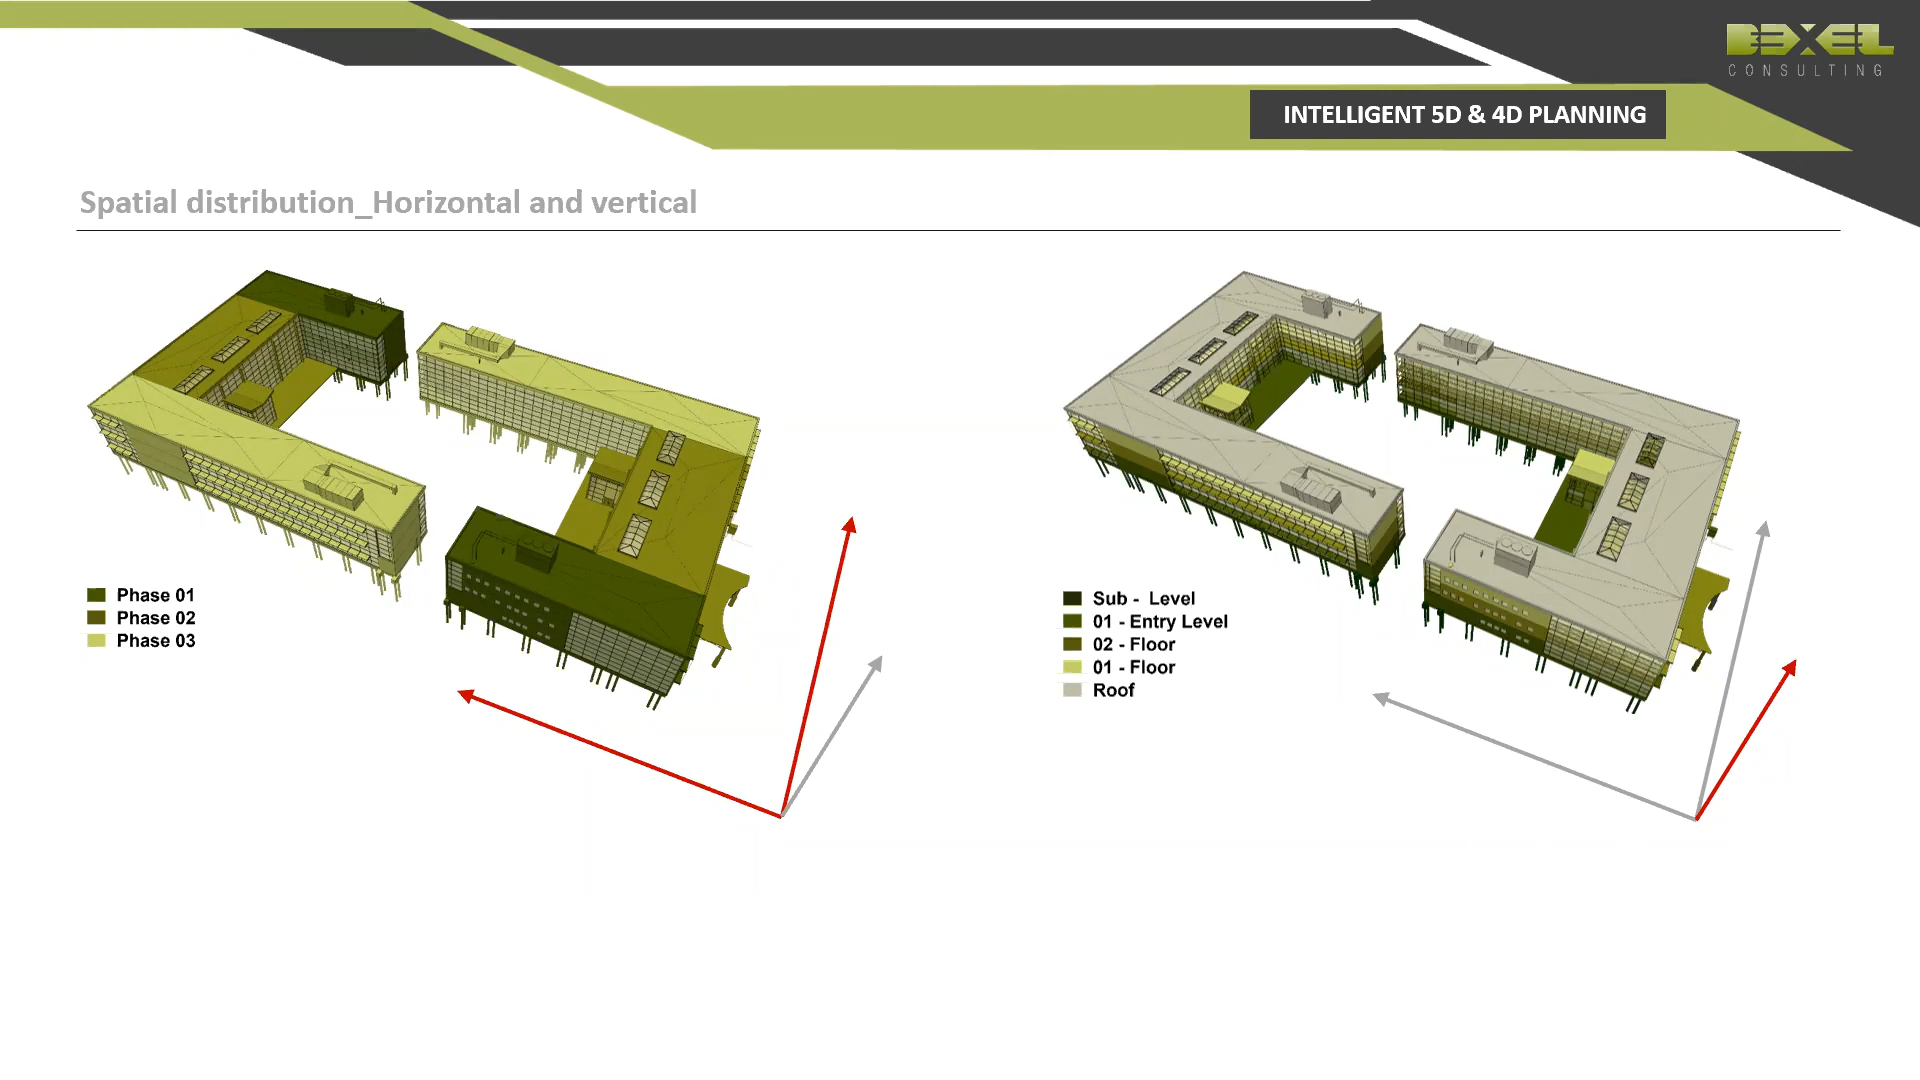 BEXEL
CONSULTING
INTELLIGENT 5D & 4D PLANNING
Spatial distribution_Horizontal and vertical
Phase 01
Phase 02
Phase 03
Sub - Level
01 - Entry Level
02 - Floor
01 - Floor
Roof